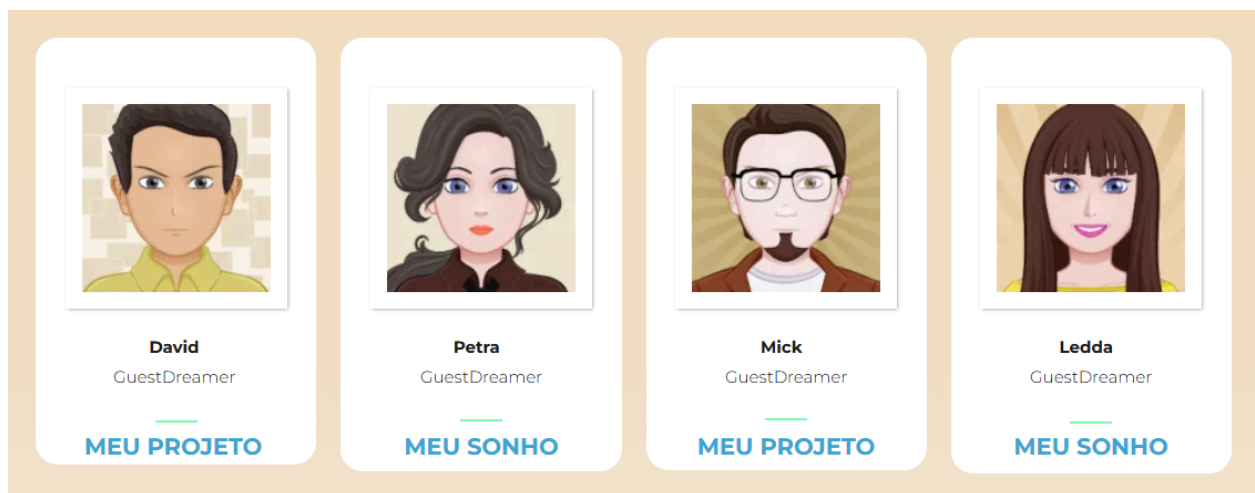 David
GuestDreamer
MEU PROJETO
Petra
GuestDreamer
MEU SONHO
Mick
GuestDreamer
MEU PROJETO
Ledda
GuestDreamer
MEU SONHO